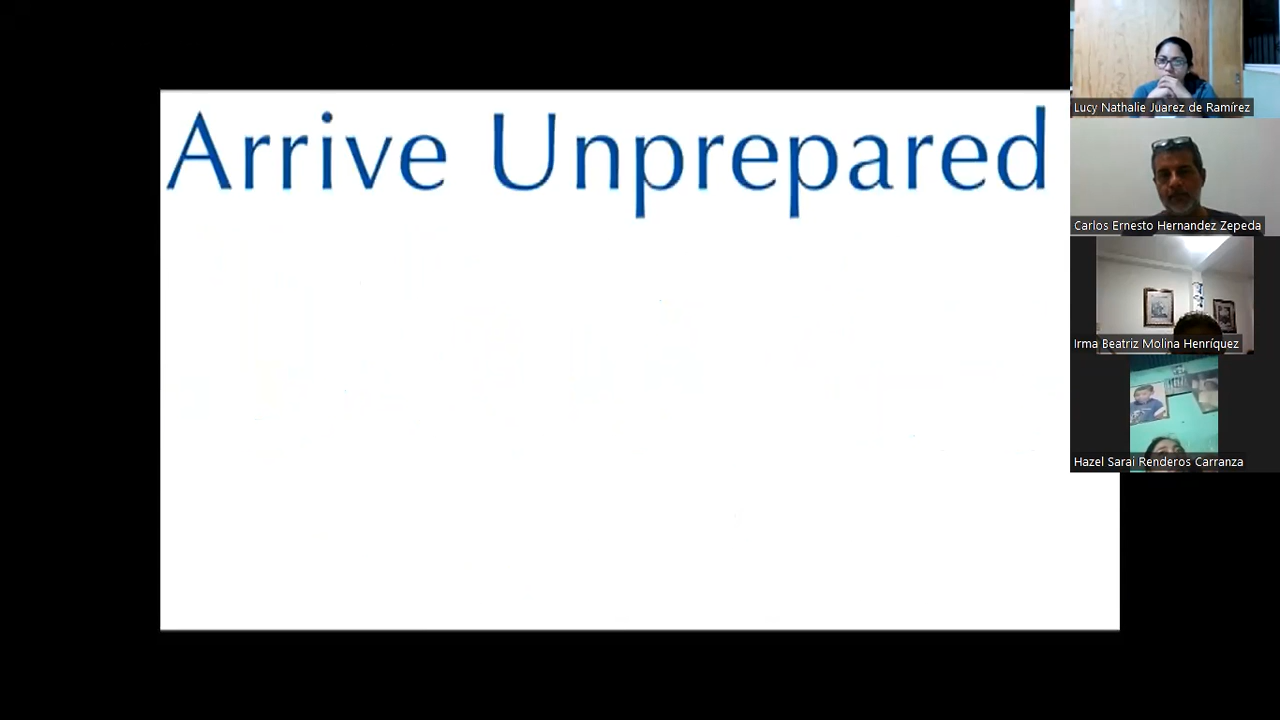 Arrive Unprepared
Lucy Nathalie Juarez de Ramírez
Carlos Ernesto Hernandez Zepeda
Irma Beatriz Molina Henríquez
Hazel Sarai Renderos Carranza